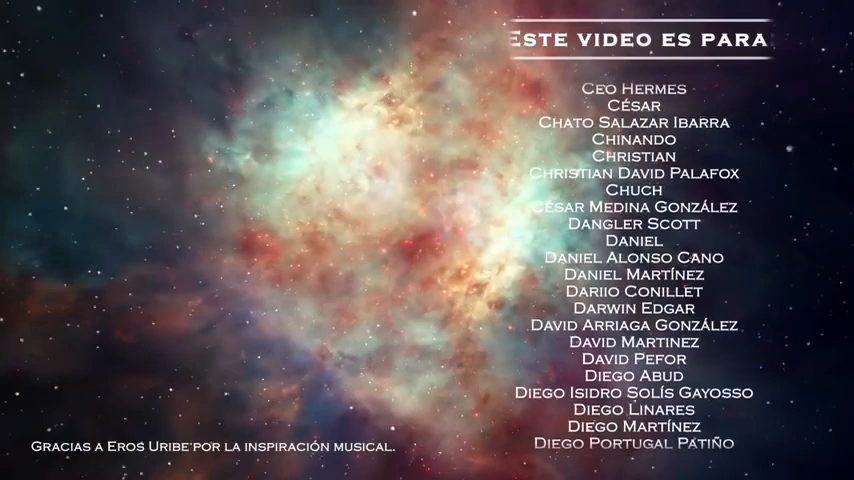 Este video es para
Ceo Hermes
César
Chato Salazar Ibarra
Chinando
Christian
Christian David Palafox
Chuch
César Medina González
Dangler Scott
Daniel
Daniel Alonso Cano
Daniel Martínez
Dariio Conillet
Darwin Edgar
David Arriaga González
David Martinez
David Pefor
Diego Abud
Diego Isidro Solís Gayosso
Diego Linares
Diego Martínez
Diego Portugal Patiño
Gracias a Eros Uribe por la inspiración musical.